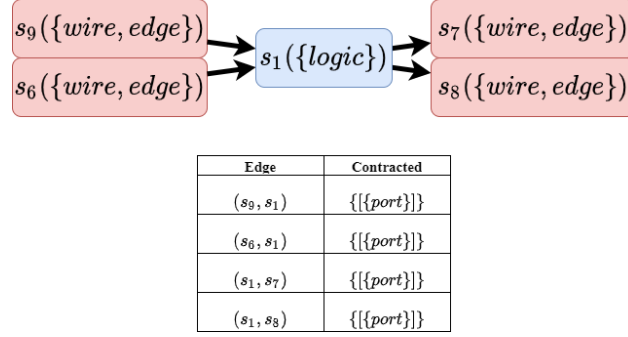 s₉({wire, edge})
s₆({wire, edge})
s₁({logic})
s₇({wire, edge})
s₈({wire, edge})
Edge Contracted
(s₉, s₁) {[{port}]}
(s₆, s₁) {[{port}]}
(s₁, s₇) {[{port}]}
(s₁, s₈) {[{port}]}